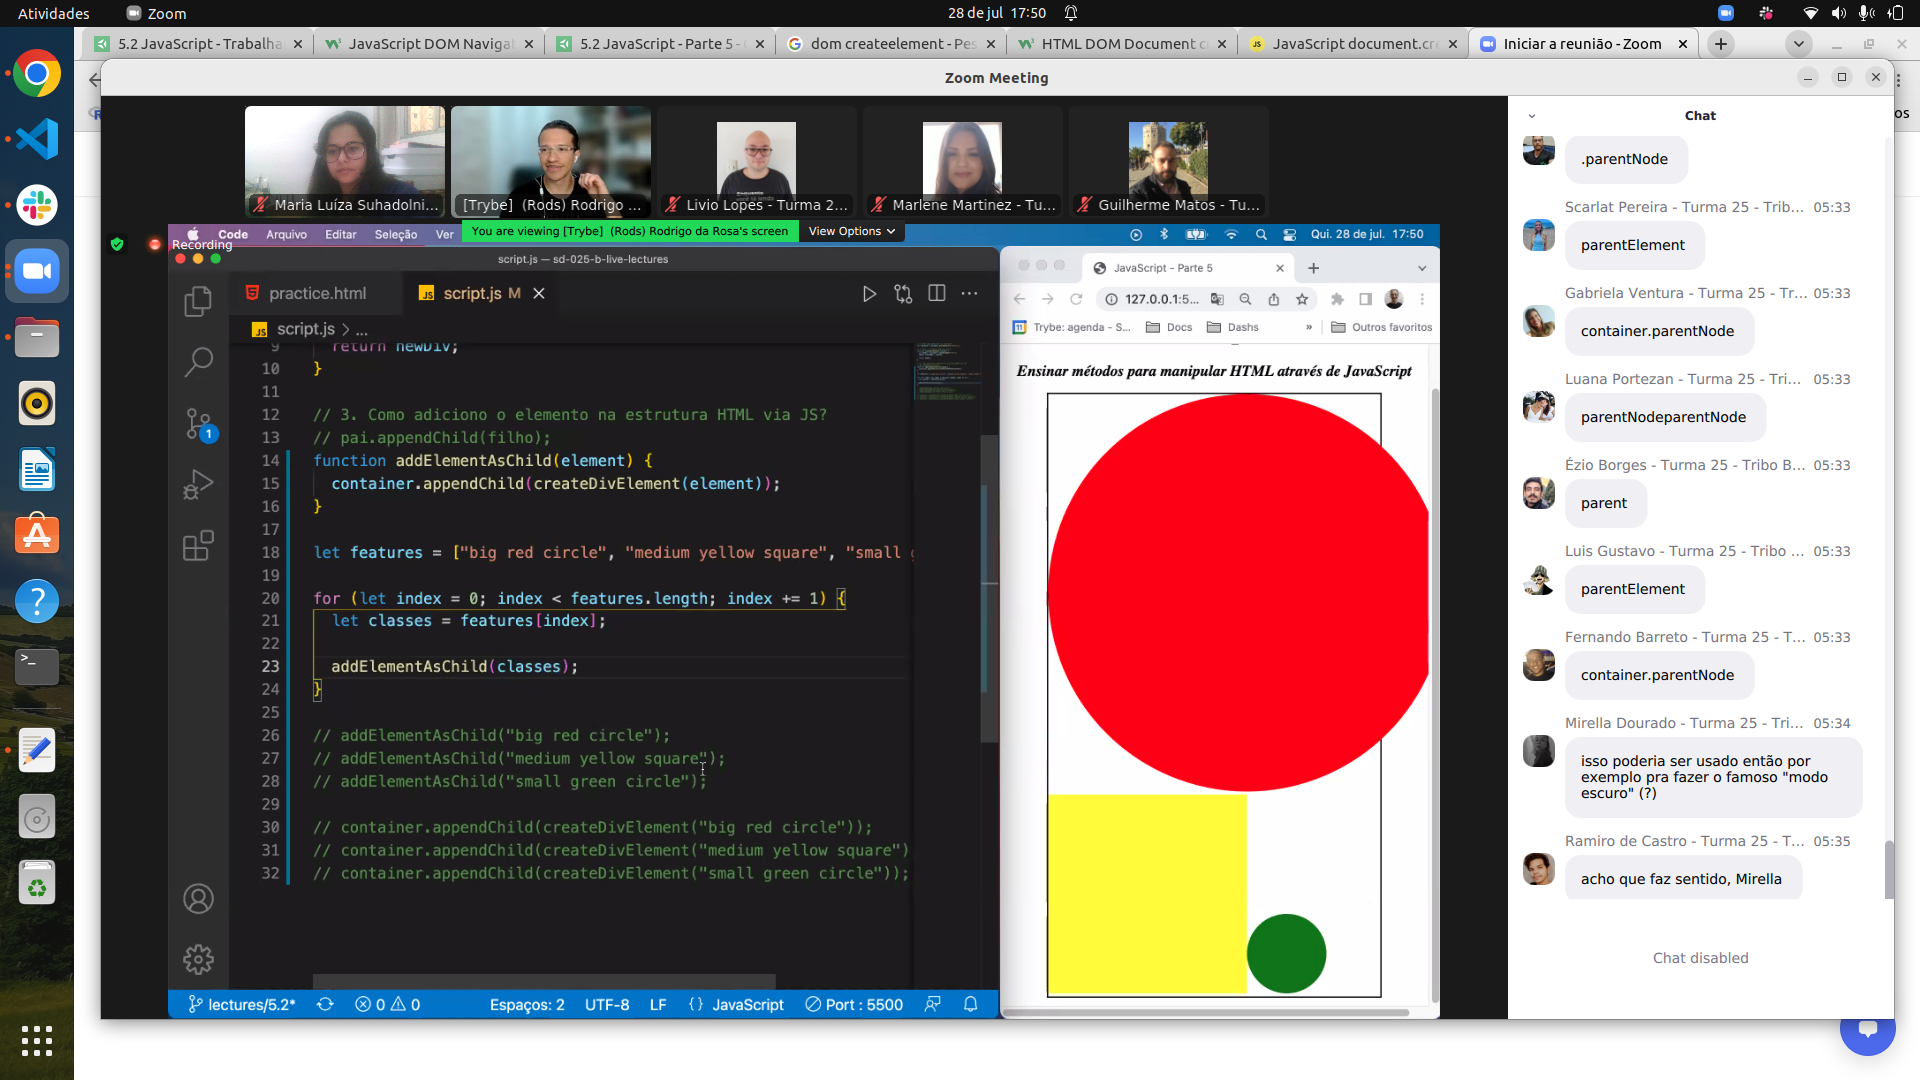 Atividades
Zoom
28 de jul 17:50
5.2 JavaScript - Trabalha
JavaScript DOM Navigat
5.2 JavaScript - Parte 5 -
dom createelement - Pes
HTML DOM Document c
JavaScript document.cre
Iniciar a reunião - Zoom
Zoom Meeting
Maria Luíza Suhadolni...
[Trybe] (Rods) Rodrigo ...
Livio Lopes - Turma 2...
Marlene Martinez - Tu...
Guilherme Matos - Tu...
Recording
Code Arquivo Editar Seleção Ver
You are viewing [Trybe] (Rods) Rodrigo da Rosa's screen
View Options
Qui. 28 de jul. 17:50
script.js — sd-025-b-live-lectures
practice.html
script.js M
script.js > ...
9 return newDiv;
10 }
11
12 // 3. Como adiciono o elemento na estrutura HTML via JS?
13 // pai.appendChild(filho);
14 function addElementAsChild(element) {
15 container.appendChild(createDivElement(element));
16 }
17
18 let features = ["big red circle", "medium yellow square", "small
19
20 for (let index = 0; index < features.length; index += 1) {
21 let classes = features[index];
22
23 addElementAsChild(classes);
24 }
25
26 // addElementAsChild("big red circle");
27 // addElementAsChild("medium yellow square");
28 // addElementAsChild("small green circle");
29
30 // container.appendChild(createDivElement("big red circle"));
31 // container.appendChild(createDivElement("medium yellow square")
32 // container.appendChild(createDivElement("small green circle"));
1
lectures/5.2*
0 0
Espaços: 2
UTF-8
LF
{} JavaScript
Port : 5500
JavaScript - Parte 5
127.0.0.1:5...
Trybe: agenda - S...
Docs
Dashs
»
Outros favoritos
Ensinar métodos para manipular HTML através de JavaScript
Chat
.parentNode
Scarlat Pereira - Turma 25 - Trib... 05:33
parentElement
Gabriela Ventura - Turma 25 - Tr... 05:33
container.parentNode
Luana Portezan - Turma 25 - Tri... 05:33
parentNodeparentNode
Ézio Borges - Turma 25 - Tribo B... 05:33
parent
Luis Gustavo - Turma 25 - Tribo ... 05:33
parentElement
Fernando Barreto - Turma 25 - T... 05:33
container.parentNode
Mirella Dourado - Turma 25 - Tri... 05:34
isso poderia ser usado então por
exemplo pra fazer o famoso "modo
escuro" (?)
Ramiro de Castro - Turma 25 - T... 05:35
acho que faz sentido, Mirella
Chat disabled